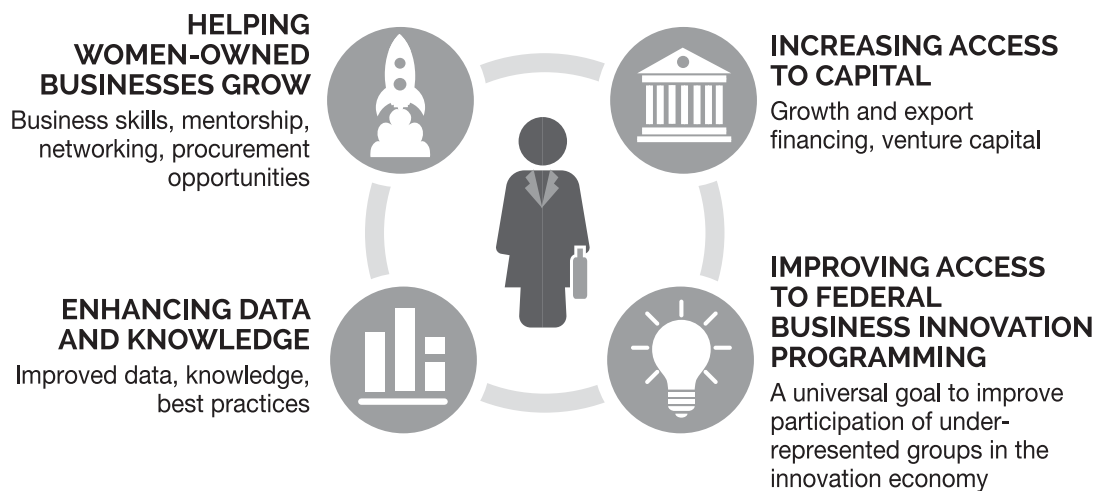 HELPING
WOMEN-OWNED
BUSINESSES GROW
Business skills, mentorship,
networking, procurement
opportunities
INCREASING ACCESS
TO CAPITAL
Growth and export
financing, venture capital
ENHANCING DATA
AND KNOWLEDGE
Improved data, knowledge,
best practices
IMPROVING ACCESS
TO FEDERAL
BUSINESS INNOVATION
PROGRAMMING
A universal goal to improve
participation of under-
represented groups in the
innovation economy